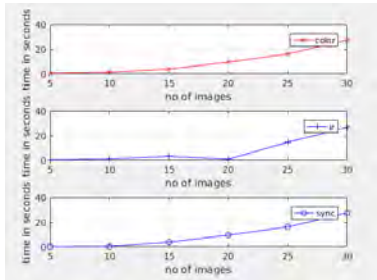 40
20
0
time in seconds
color
5 10 15 20 25 30
no of images
40
20
0
time in seconds
ir
5 10 15 20 25 30
no of images
40
20
0
time in seconds
sync
5 10 15 20 25 30
no of images